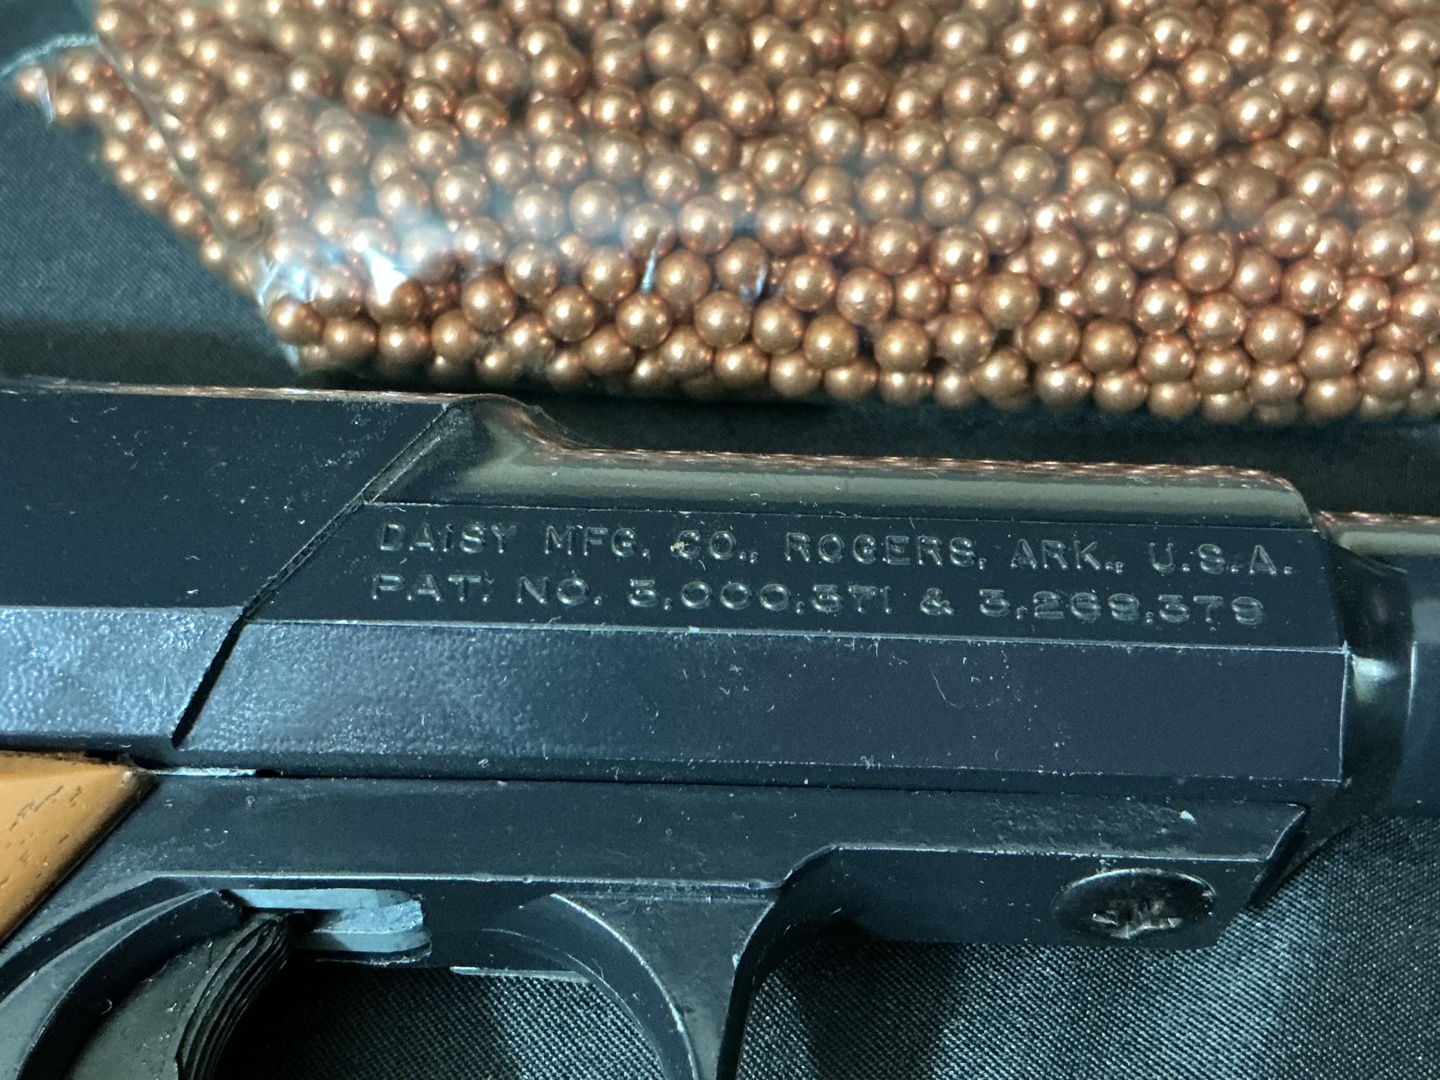 DAISY MFG. CO., ROGERS, ARK., U.S.A.
PAT. NO. 3,000,371 & 3,269,379